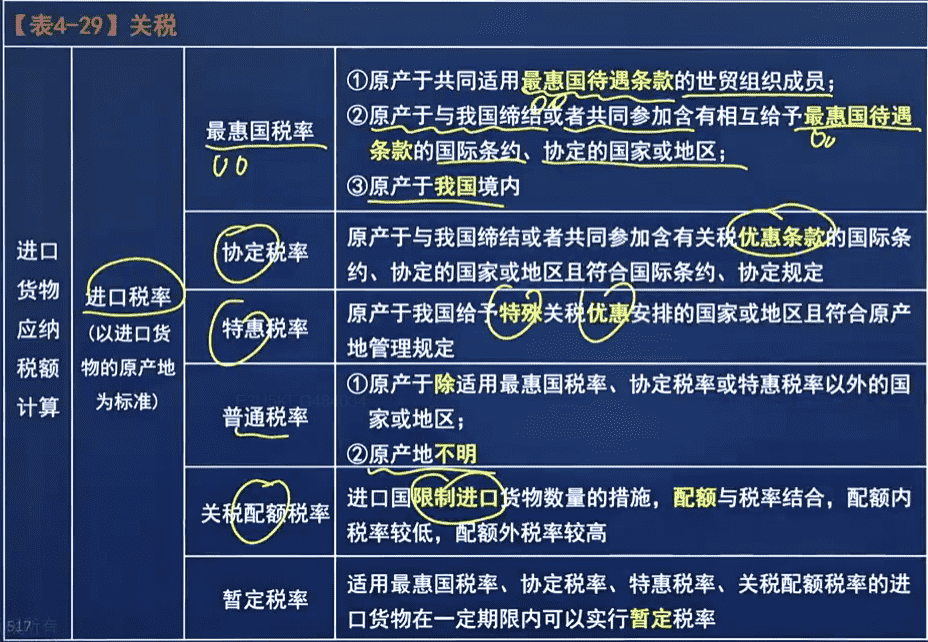 【表4-29】关税
进口
货物
应纳
税额
计算
进口税率
(以进口货
物的原产地
为标准)
最惠国税率
①原产于共同适用最惠国待遇条款的世贸组织成员;
②原产于与我国缔结或者共同参加含有相互给予最惠国待遇
条款的国际条约、协定的国家或地区;
③原产于我国境内
协定税率
原产于与我国缔结或者共同参加含有关税优惠条款的国际条
约、协定的国家或地区且符合国际条约、协定规定
特惠税率
原产于我国给予特殊关税优惠安排的国家或地区且符合原产
地管理规定
普通税率
①原产于除适用最惠国税率、协定税率或特惠税率以外的国
家或地区;
②原产地不明
关税配额税率
进口国限制进口货物数量的措施，配额与税率结合，配额内
税率较低，配额外税率较高
暂定税率
适用最惠国税率、协定税率、特惠税率、关税配额税率的进
口货物在一定期限内可以实行暂定税率
517